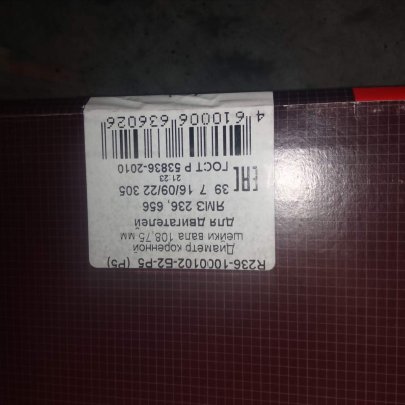 R236-1000102-Б2-Р5 (Р5)
Диаметр коренной
шейки вала 108,75 мм
для двигателей
ЯМЗ 236, 656
39 7 16/09/22 305
21:23
ГОСТ Р 53836-2010
EAC
4 610006 636026